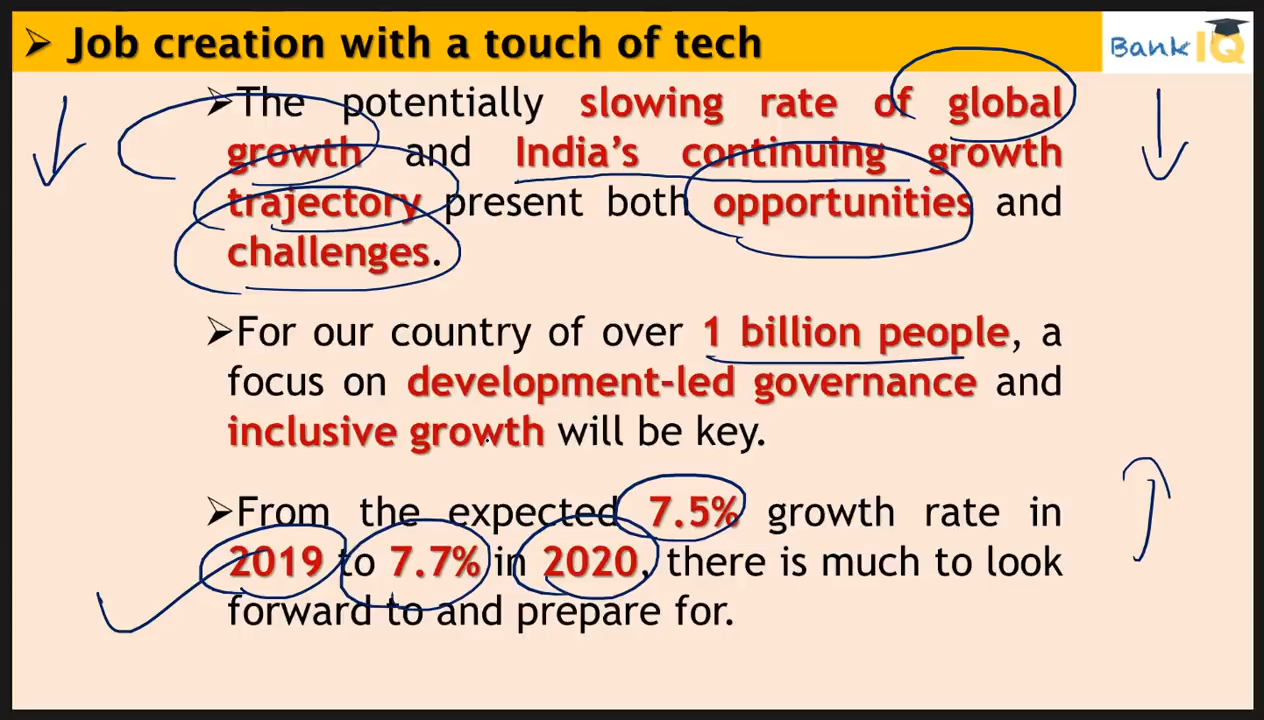 ➢ Job creation with a touch of tech
Bank IQ
➢The potentially slowing rate of global
growth and India's continuing growth
trajectory present both opportunities and
challenges.
➢For our country of over 1 billion people, a
focus on development-led governance and
inclusive growth will be key.
➢From the expected 7.5% growth rate in
2019 to 7.7% in 2020, there is much to look
forward to and prepare for.